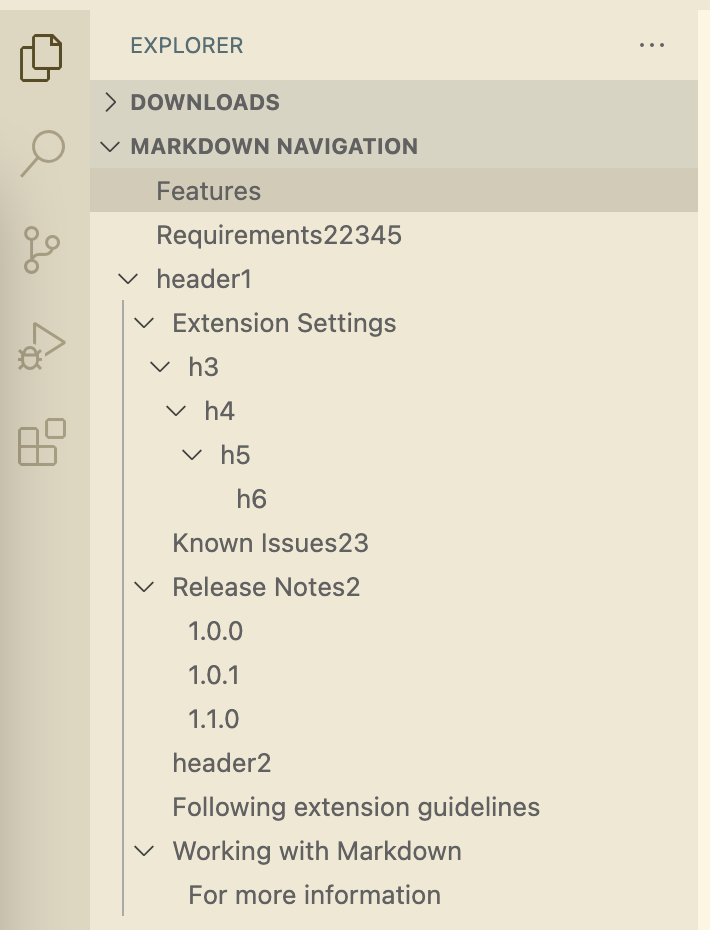 EXPLORER
DOWNLOADS
MARKDOWN NAVIGATION
Features
Requirements22345
header1
Extension Settings
h3
h4
h5
h6
Known Issues23
Release Notes2
1.0.0
1.0.1
1.1.0
header2
Following extension guidelines
Working with Markdown
For more information